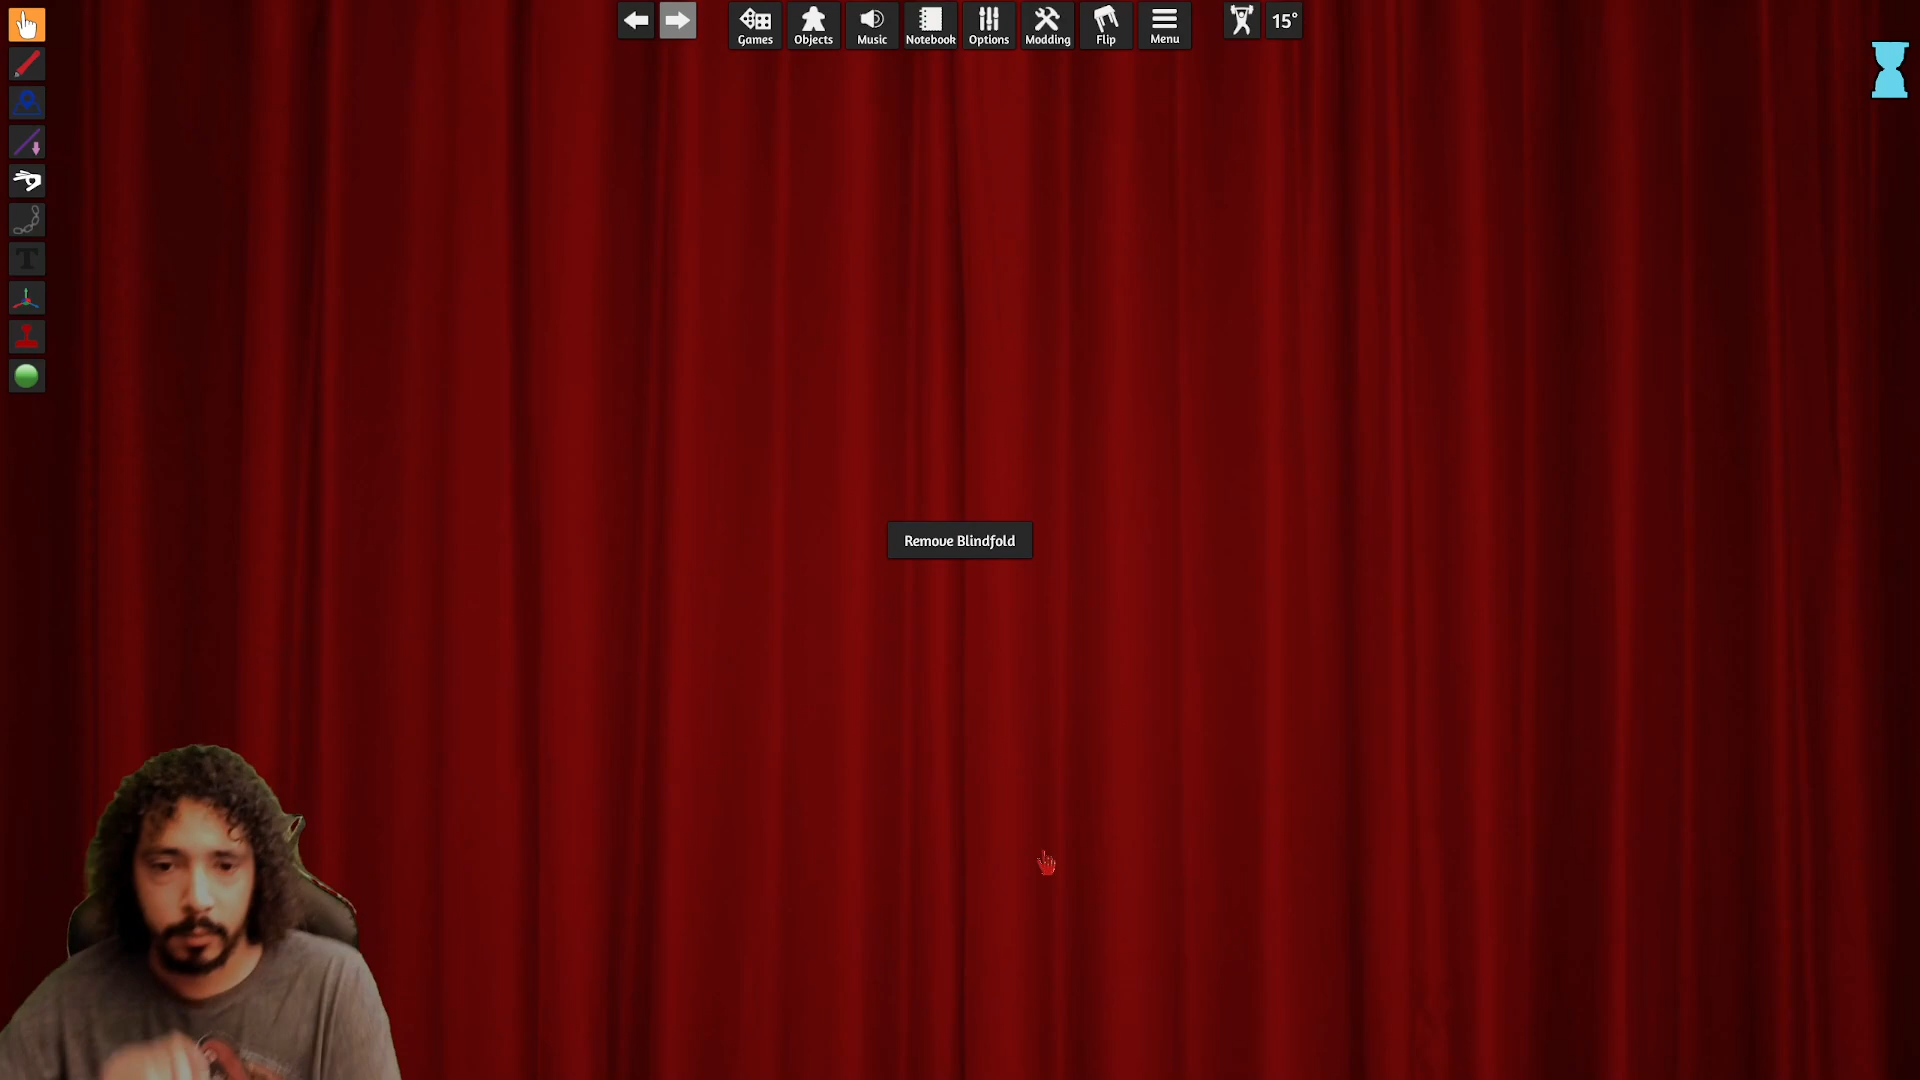 Games
Objects
Music
Notebook
Options
Modding
Flip
Menu
15°
T
Remove Blindfold